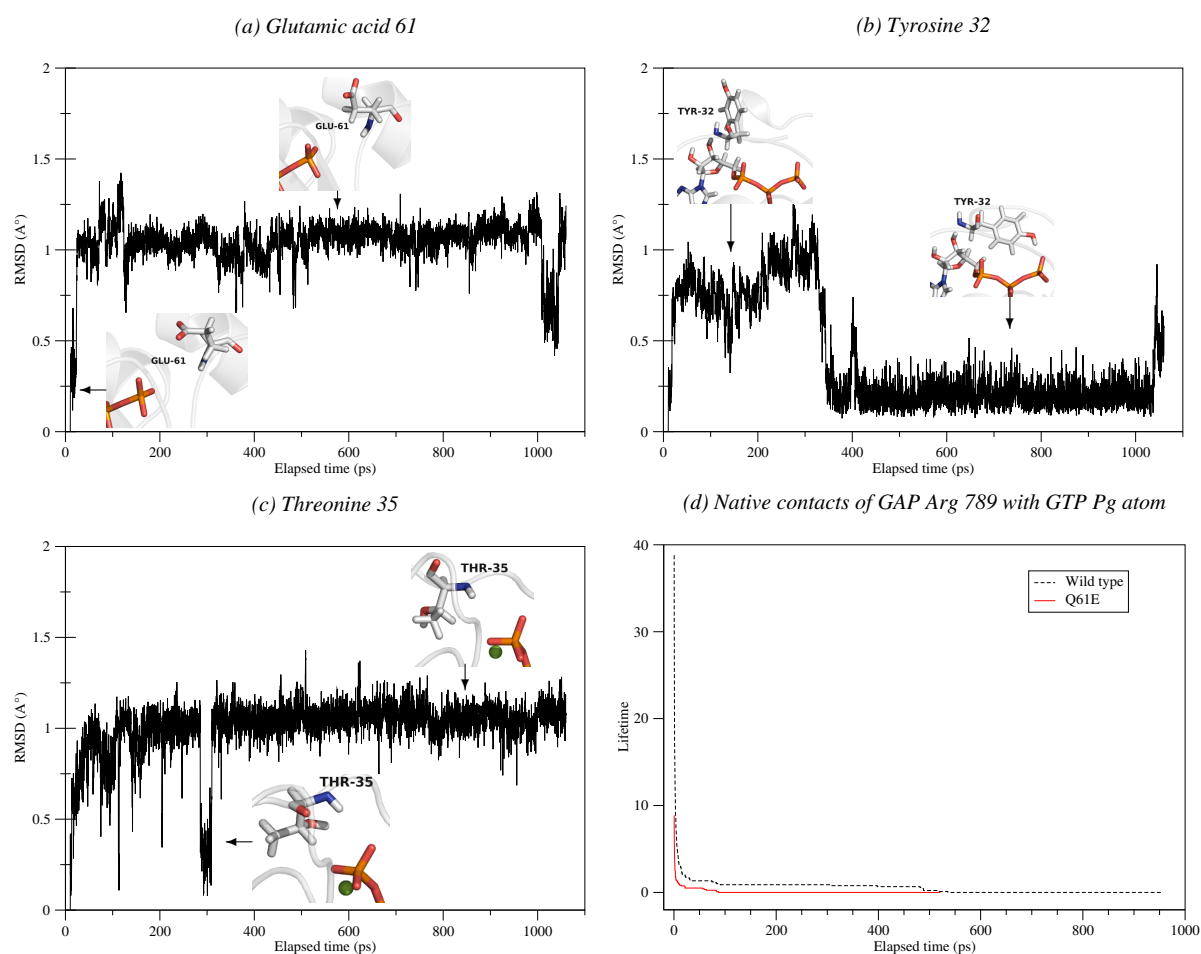 (a) Glutamic acid 61
2
1.5
1
0.5
0
RMSD (A°)
GLU-61
GLU-61
0
200
400
600
800
1000
Elapsed time (ps)
(b) Tyrosine 32
2
1.5
1
0.5
0
RMSD (A°)
TYR-32
TYR-32
0
200
400
600
800
1000
Elapsed time (ps)
(c) Threonine 35
2
1.5
1
0.5
0
RMSD (A°)
THR-35
THR-35
0
200
400
600
800
1000
Elapsed time (ps)
(d) Native contacts of GAP Arg 789 with GTP Pg atom
40
30
20
10
0
Lifetime
Wild type
Q61E
0
200
400
600
800
1000
Elapsed time (ps)